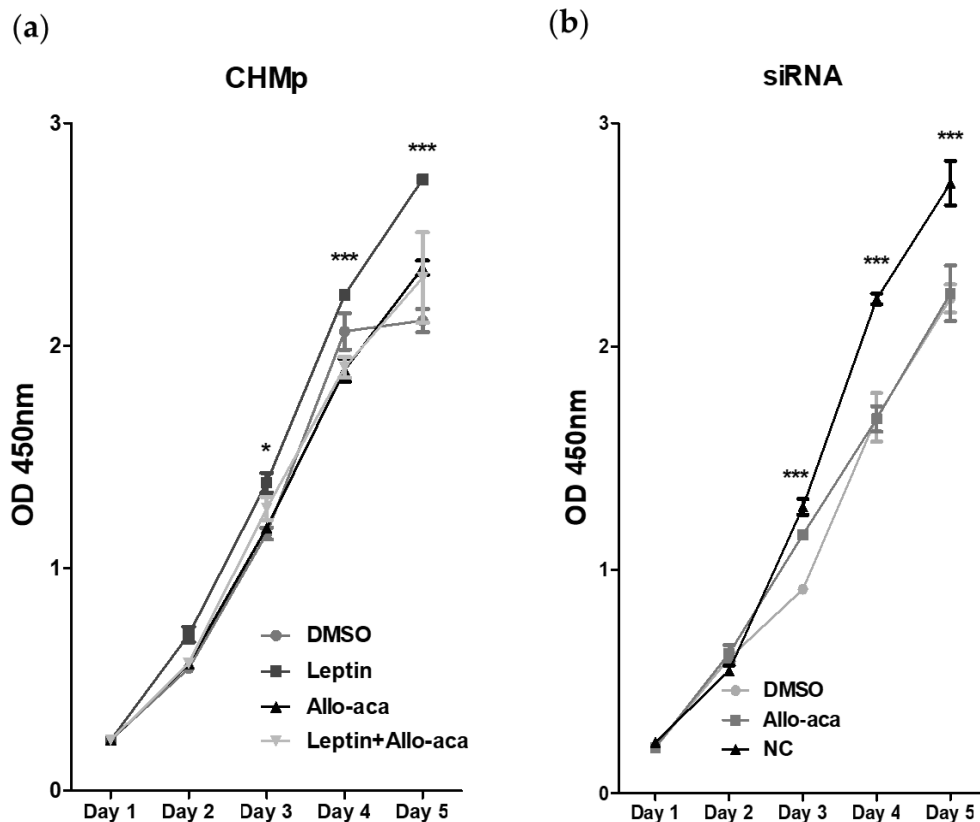 (a)
CHMp
OD 450nm
3
2
1
0
*
***
***
DMSO
Leptin
Allo-aca
Leptin+Allo-aca
Day 1 Day 2 Day 3 Day 4 Day 5
(b)
siRNA
OD 450nm
3
2
1
0
***
***
***
DMSO
Allo-aca
NC
Day 1 Day 2 Day 3 Day 4 Day 5